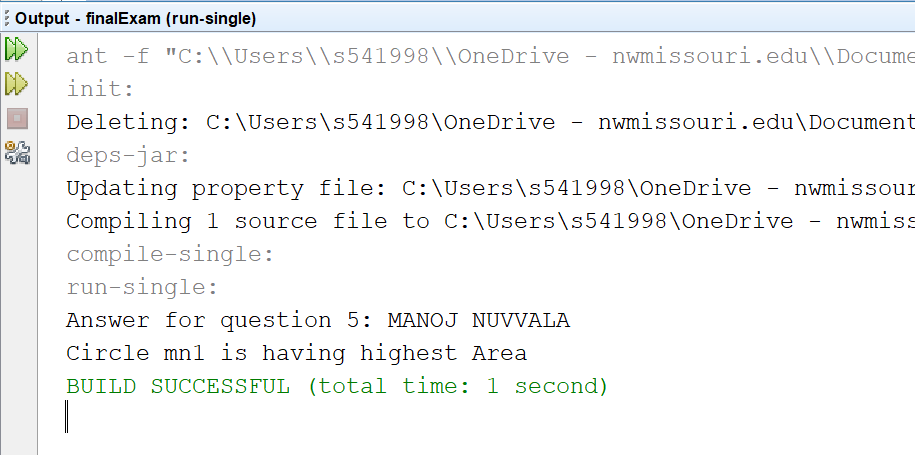 Output - finalExam (run-single)
ant -f "C:\\Users\\s541998\\OneDrive - nwmissouri.edu\\Docume
init:
Deleting: C:\Users\s541998\OneDrive - nwmissouri.edu\Document
deps-jar:
Updating property file: C:\Users\s541998\OneDrive - nwmissour
Compiling 1 source file to C:\Users\s541998\OneDrive - nwmiss
compile-single:
run-single:
Answer for question 5: MANOJ NUVVALA
Circle mn1 is having highest Area
BUILD SUCCESSFUL (total time: 1 second)